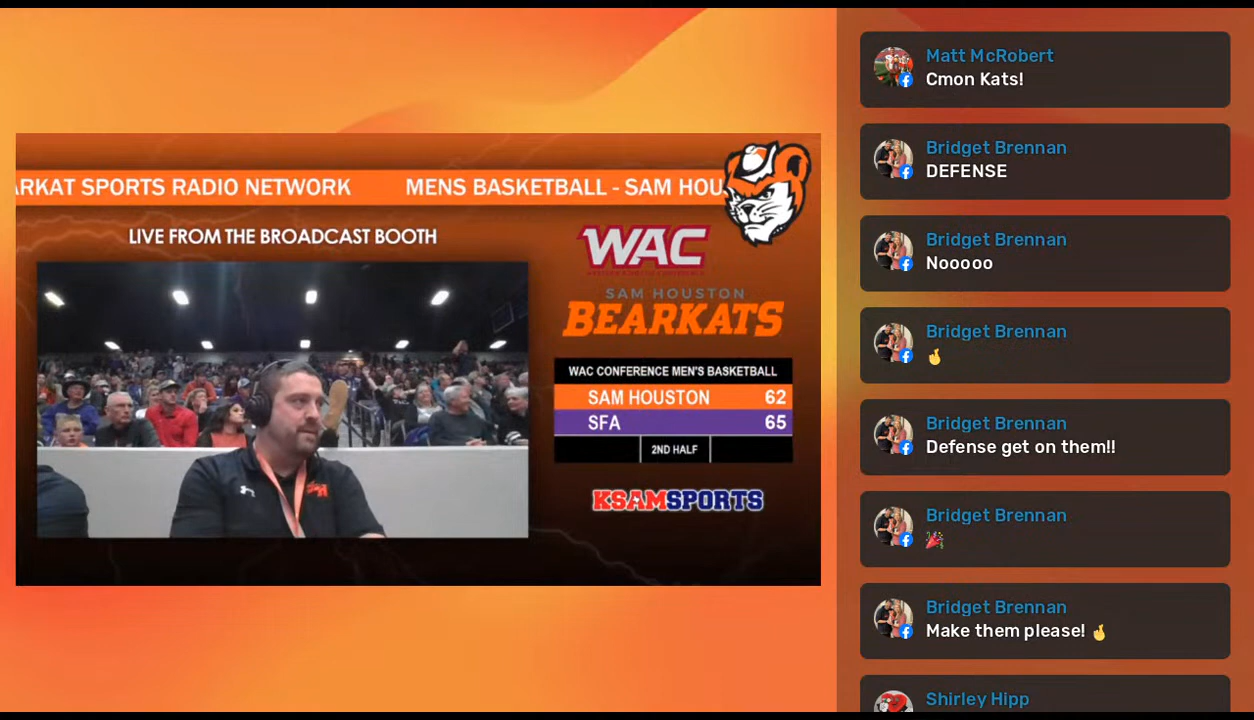 ARKAT SPORTS RADIO NETWORK MENS BASKETBALL - SAM HOU
LIVE FROM THE BROADCAST BOOTH
WAC
SAM HOUSTON
BEARKATS
WAC CONFERENCE MEN'S BASKETBALL
SAM HOUSTON 62
SFA 65
2ND HALF
KSAMSPORTS
Matt McRobert
Cmon Kats!
Bridget Brennan
DEFENSE
Bridget Brennan
Nooooo
Bridget Brennan
🤞
Bridget Brennan
Defense get on them!!
Bridget Brennan
🎉
Bridget Brennan
Make them please! 🤞
Shirley Hipp